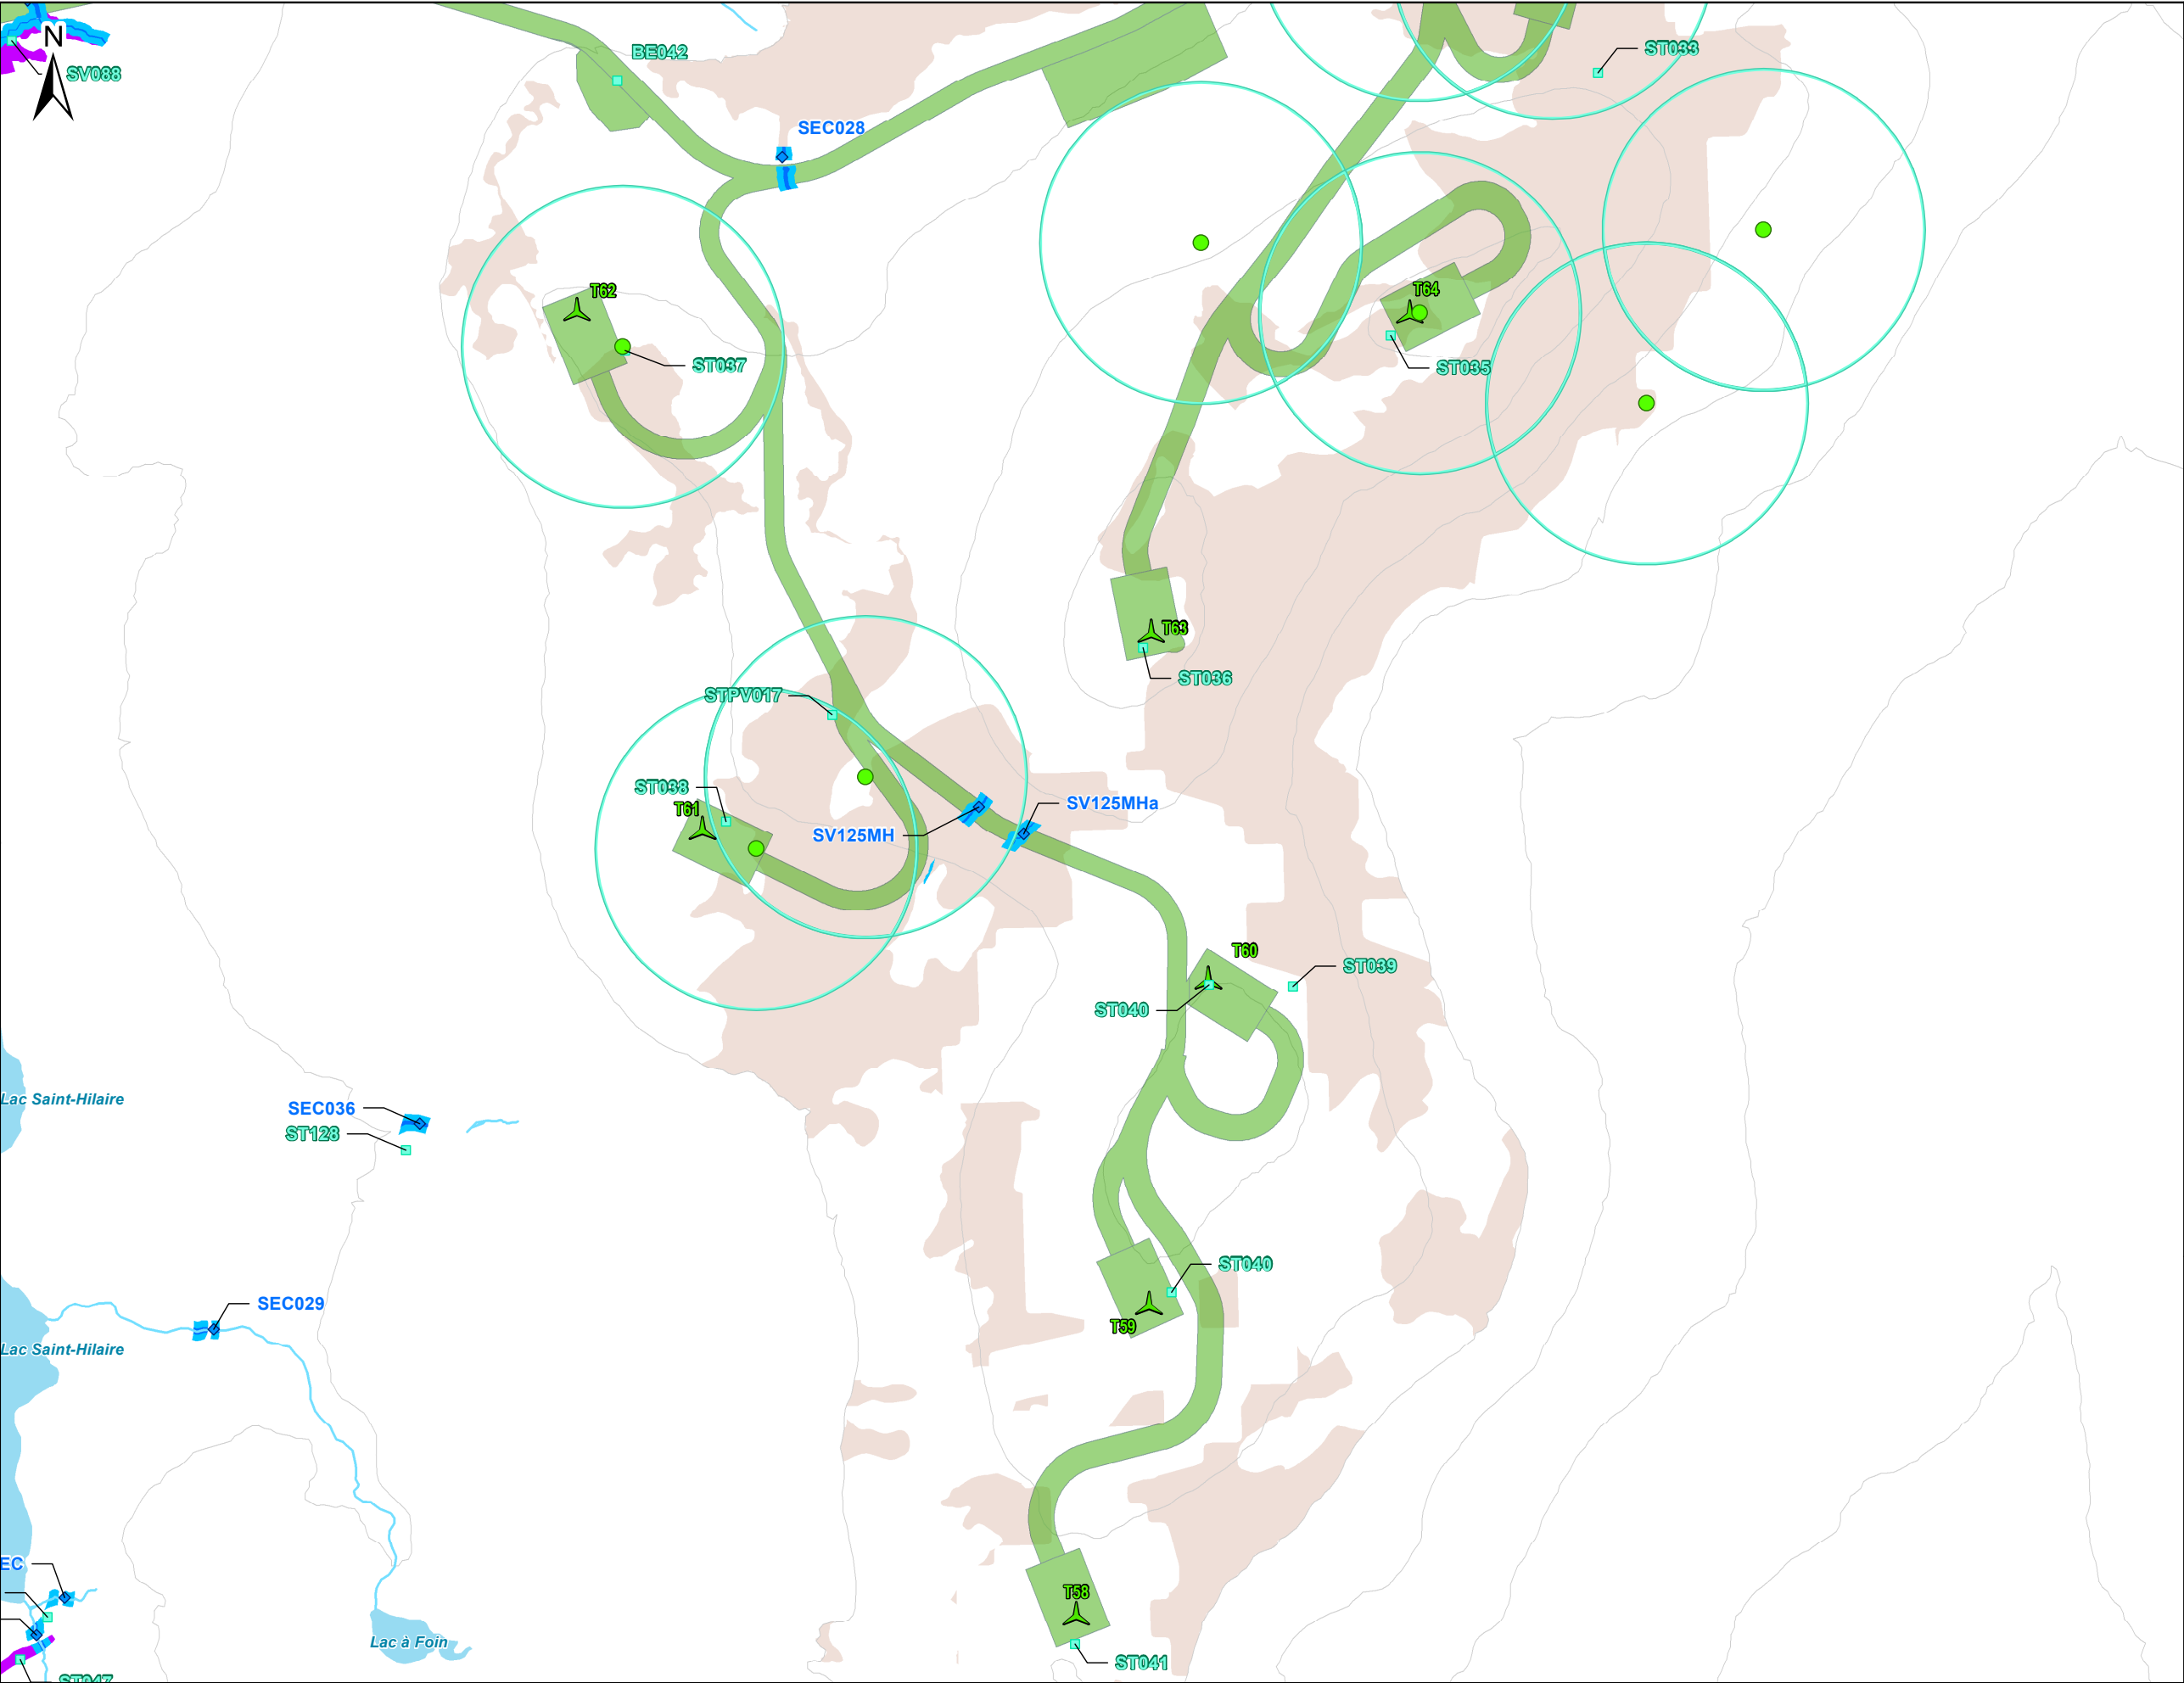 N
SV088
BE042
ST033
SEC028
T62
T64
ST037
ST035
T63
ST036
STPV017
ST038
T61
SV125MHa
SV125MH
T60
ST039
ST040
Lac Saint-Hilaire
SEC036
ST128
ST040
SEC029
T59
Lac Saint-Hilaire
EC
T58
Lac à Foin
ST041
ST047